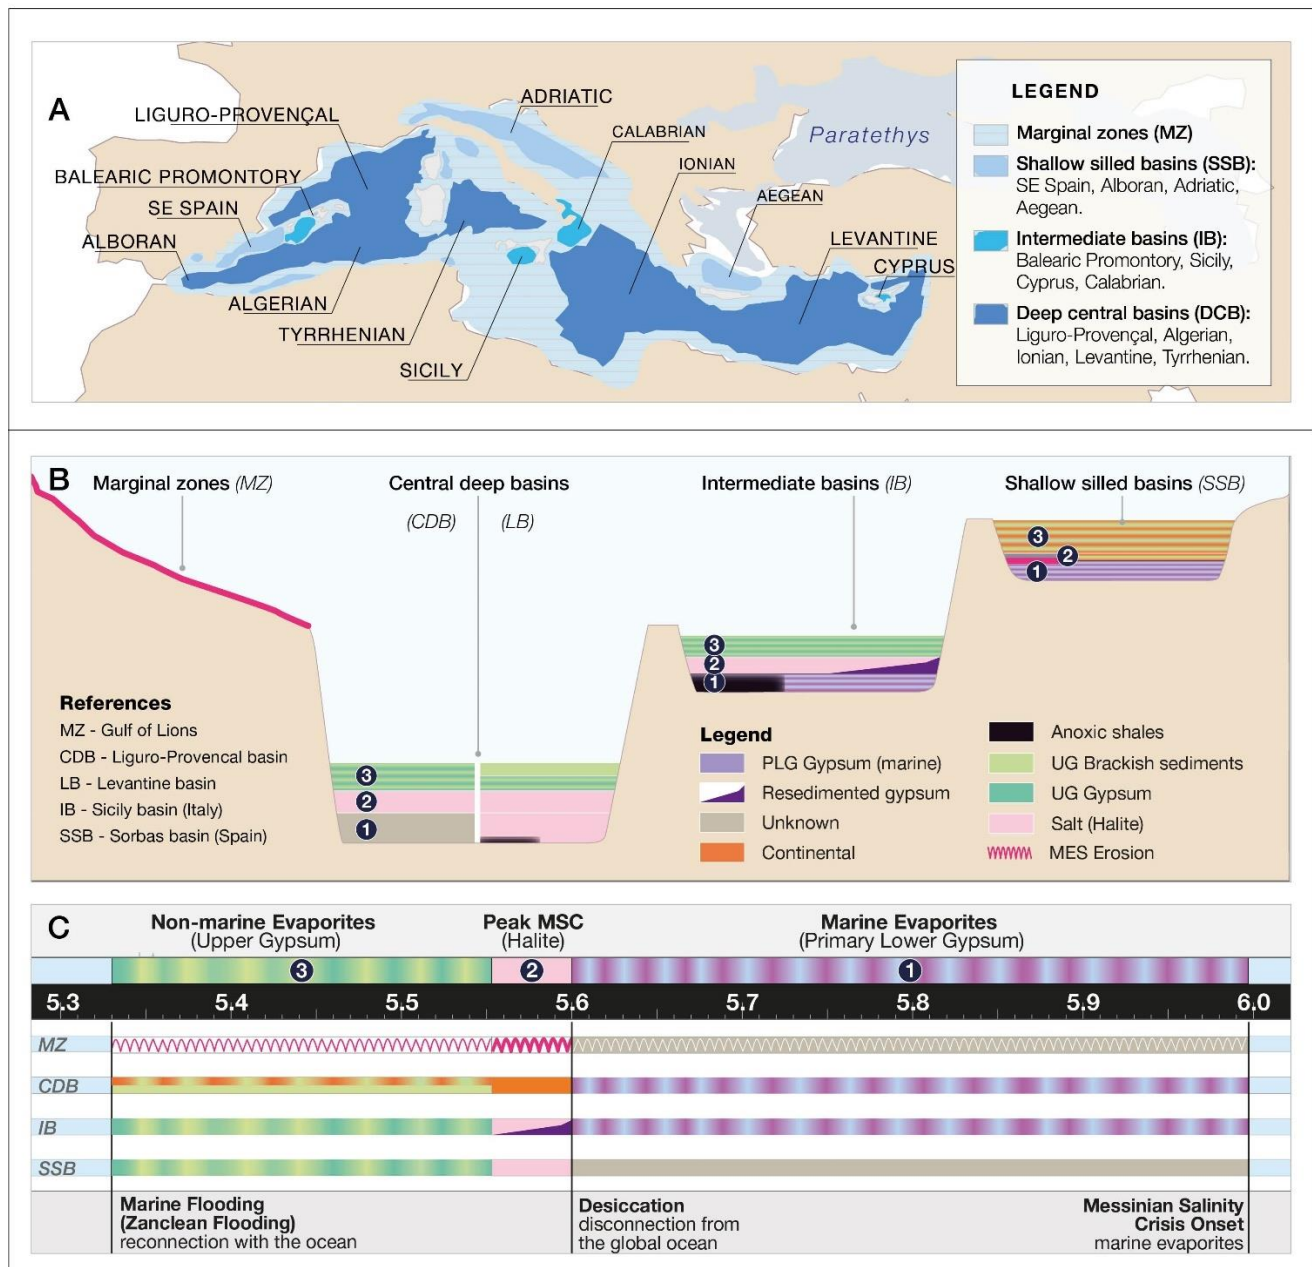 A
LIGURO-PROVENÇAL
BALEARIC PROMONTORY
SE SPAIN
ALBORAN
ALGERIAN
TYRRHENIAN
SICILY
ADRIATIC
CALABRIAN
IONIAN
AEGEAN
LEVANTINE
CYPRUS
Paratethys
LEGEND
Marginal zones (MZ)
Shallow silled basins (SSB):
SE Spain, Alboran, Adriatic,
Aegean.
Intermediate basins (IB):
Balearic Promontory, Sicily,
Cyprus, Calabrian.
Deep central basins (DCB):
Liguro-Provençal, Algerian,
Ionian, Levantine, Tyrrhenian.
B
Marginal zones (MZ)
Central deep basins
(CDB) (LB)
Intermediate basins (IB)
Shallow silled basins (SSB)
3
2
1
3
2
1
3
2
1
References
MZ - Gulf of Lions
CDB - Liguro-Provencal basin
LB - Levantine basin
IB - Sicily basin (Italy)
SSB - Sorbas basin (Spain)
Legend
PLG Gypsum (marine)
Resedimented gypsum
Unknown
Continental
Anoxic shales
UG Brackish sediments
UG Gypsum
Salt (Halite)
MES Erosion
C
Non-marine Evaporites
(Upper Gypsum)
Peak MSC
(Halite)
Marine Evaporites
(Primary Lower Gypsum)
3 2 1
5.3 5.4 5.5 5.6 5.7 5.8 5.9 6.0
MZ
CDB
IB
SSB
Marine Flooding
(Zanclean Flooding)
reconnection with the ocean
Desiccation
disconnection from
the global ocean
Messinian Salinity
Crisis Onset
marine evaporites